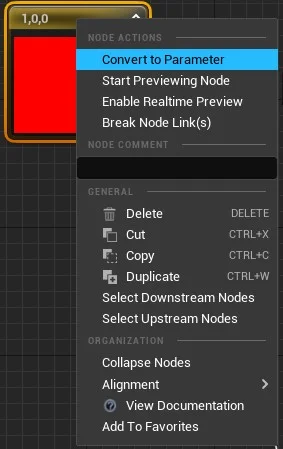 1,0,0
NODE ACTIONS
Convert to Parameter
Start Previewing Node
Enable Realtime Preview
Break Node Link(s)
NODE COMMENT
GENERAL
Delete DELETE
Cut CTRL+X
Copy CTRL+C
Duplicate CTRL+W
Select Downstream Nodes
Select Upstream Nodes
ORGANIZATION
Collapse Nodes
Alignment
View Documentation
Add To Favorites